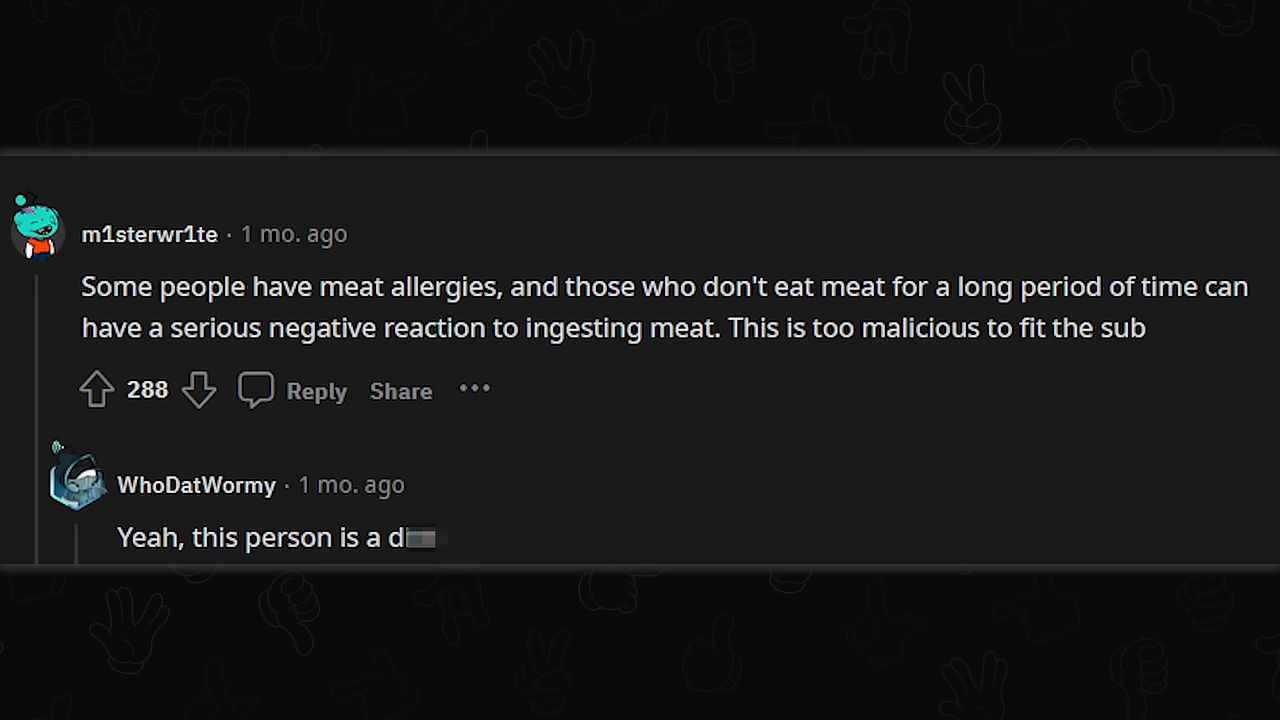 m1sterwr1te · 1 mo. ago
Some people have meat allergies, and those who don't eat meat for a long period of time can
have a serious negative reaction to ingesting meat. This is too malicious to fit the sub
288 Reply Share •••
WhoDatWormy · 1 mo. ago
Yeah, this person is a d